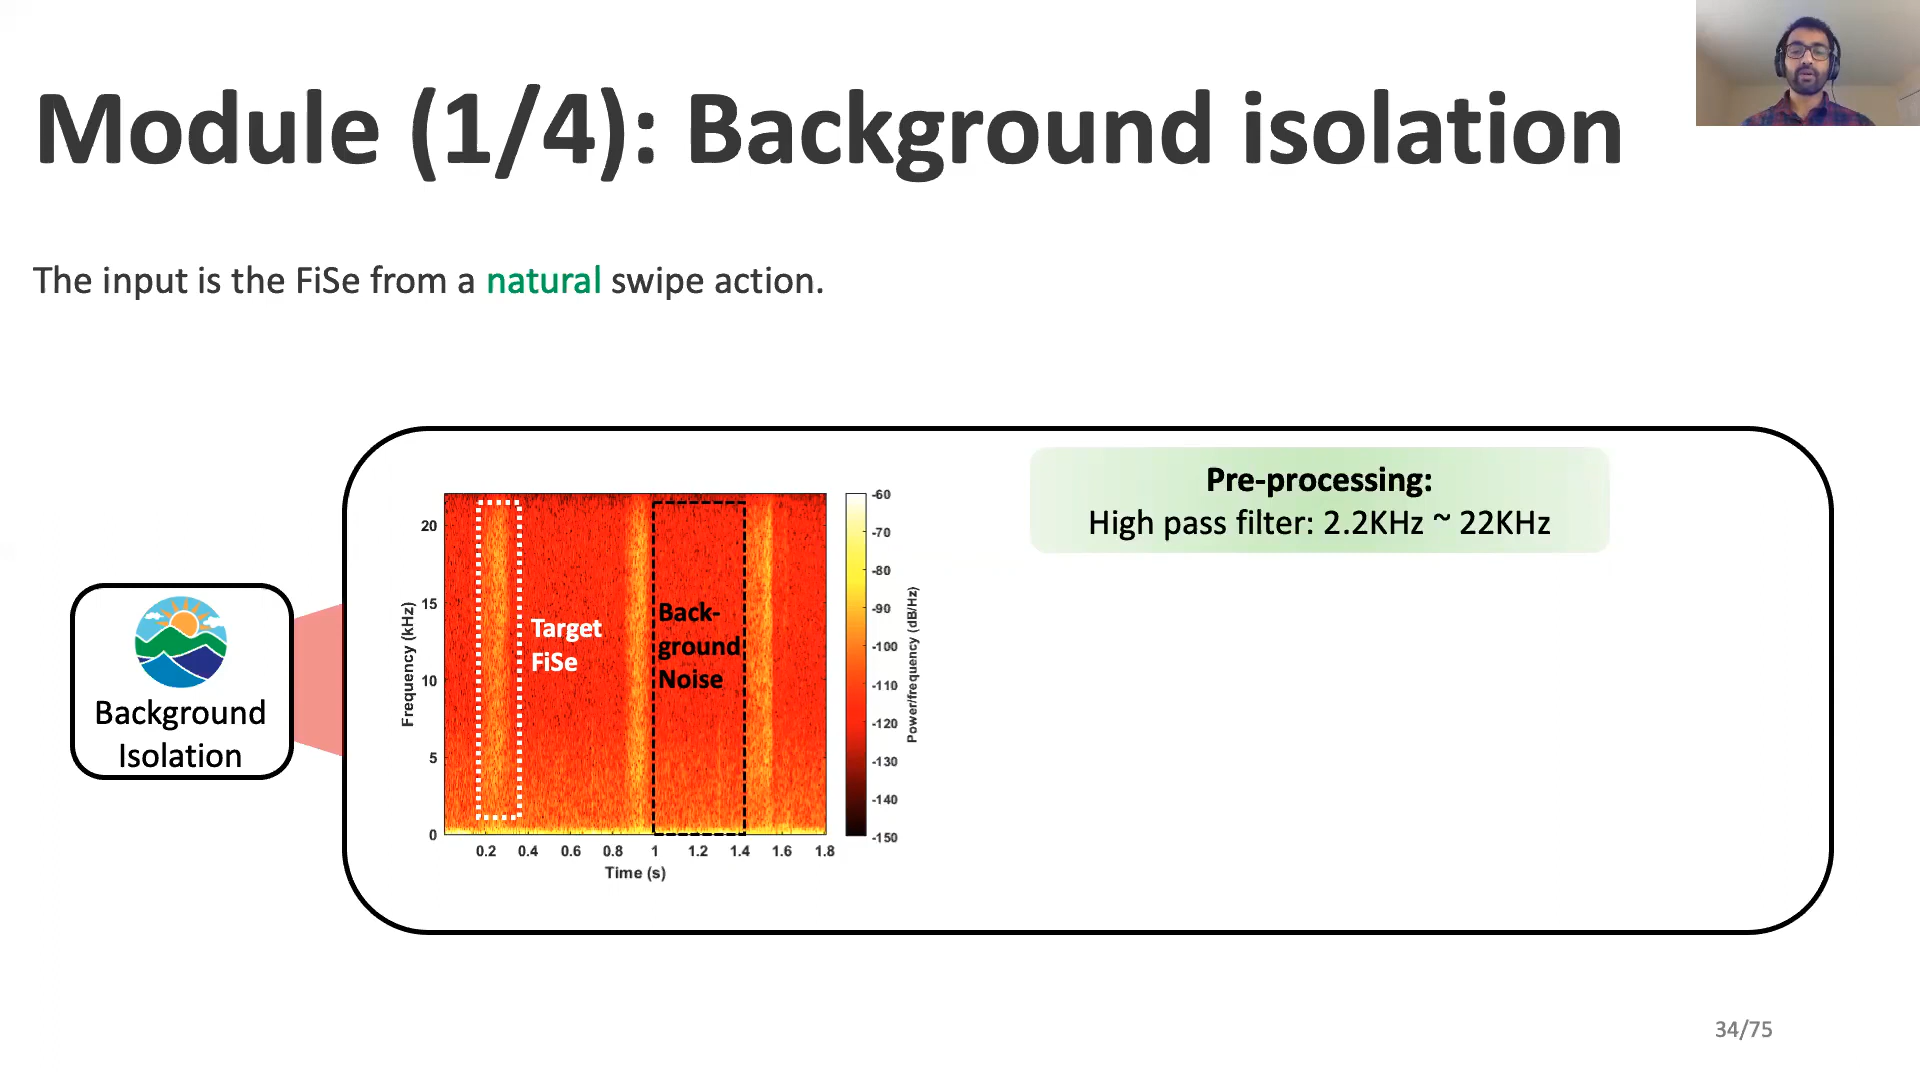 Module (1/4): Background isolation
The input is the FiSe from a natural swipe action.
Pre-processing:
High pass filter: 2.2KHz ~ 22KHz
Background
Isolation
Frequency (kHz)
20
15
10
5
0
Target
FiSe
Back-
ground
Noise
0.2 0.4 0.6 0.8 1 1.2 1.4 1.6 1.8
Time (s)
-60
-70
-80
-90
-100
-110
-120
-130
-140
-150
Power/frequency (dB/Hz)
34/75